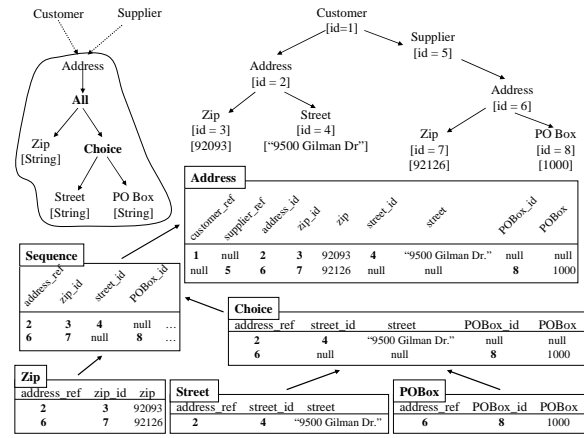 Customer Supplier
Address
All
Zip
[String]
Choice
Street
[String]
PO Box
[String]
Customer
[id=1]
Supplier
[id = 5]
Address
[id = 2]
Address
[id = 6]
Zip
[id = 3]
[92093]
Street
[id = 4]
["9500 Gilman Dr"]
Zip
[id = 7]
[92126]
PO Box
[id = 8]
[1000]
Address
customer_ref supplier_ref address_id zip_id zip street_id street POBox_id POBox
1 null 2 3 92093 4 "9500 Gilman Dr." null null
null 5 6 7 92126 null null 8 1000
Sequence
address_ref zip_id street_id POBox_id
2 3 4 null …
6 7 null 8 …
Choice
address_ref street_id street POBox_id POBox
2 4 "9500 Gilman Dr." null null
6 null null 8 1000
Zip
address_ref zip_id zip
2 3 92093
6 7 92126
Street
address_ref street_id street
2 4 "9500 Gilman Dr."
POBox
address_ref POBox_id POBox
6 8 1000